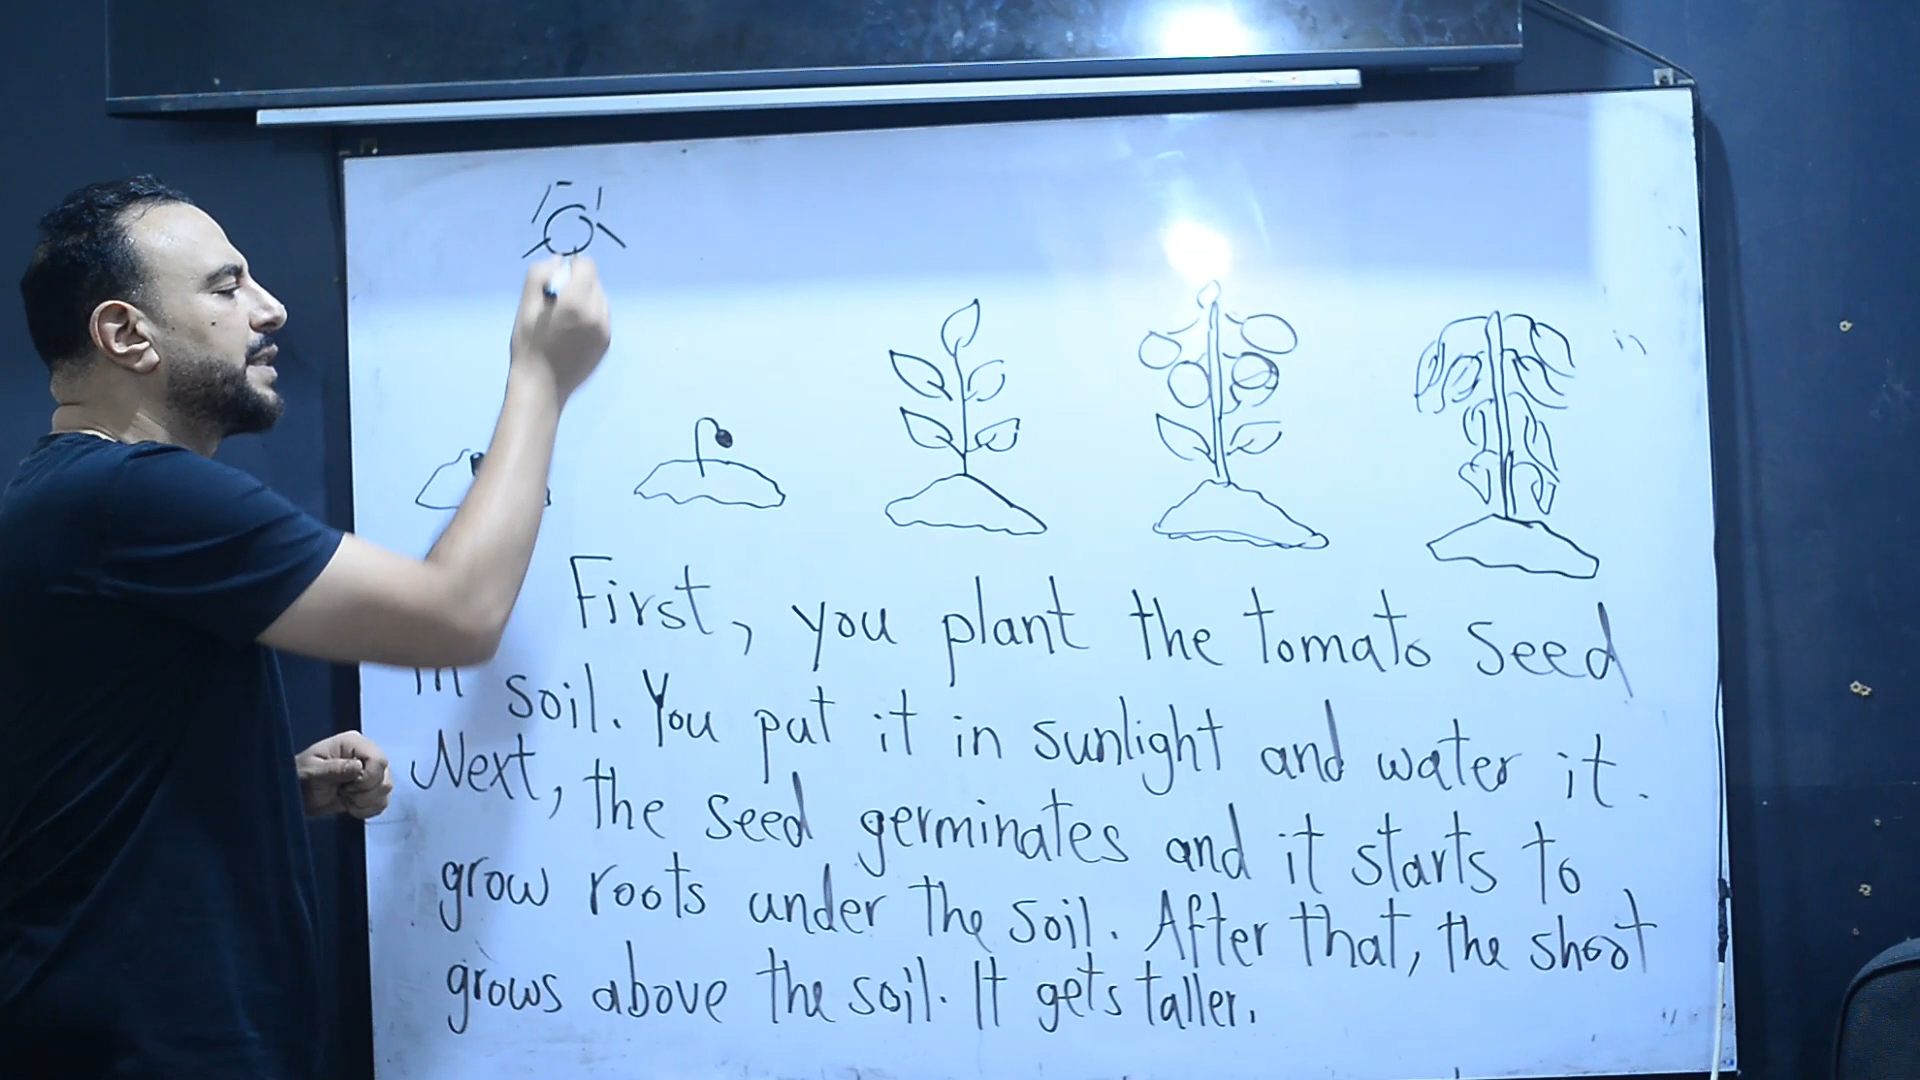 First, you plant the tomato seed
in soil. You put it in sunlight and water it.
Next, the seed germinates and it starts to
grow roots under the soil. After that, the shoot
grows above the soil. It gets taller.